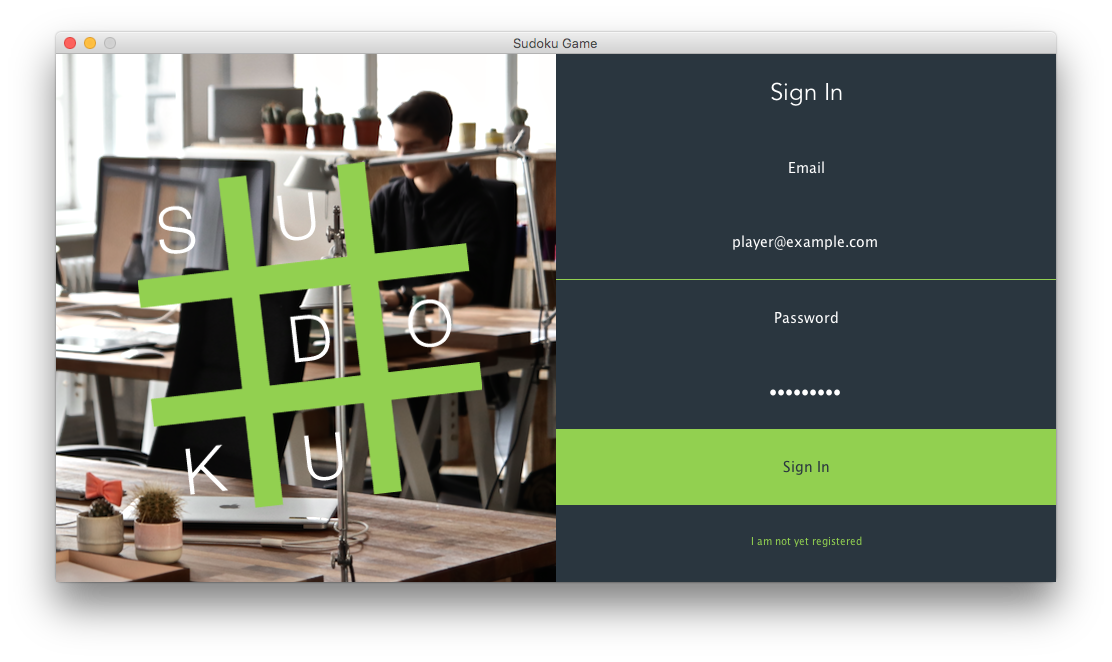 Sudoku Game
S U
D O
K U
Sign In
Email
player@example.com
Password
•••••••••
Sign In
I am not yet registered